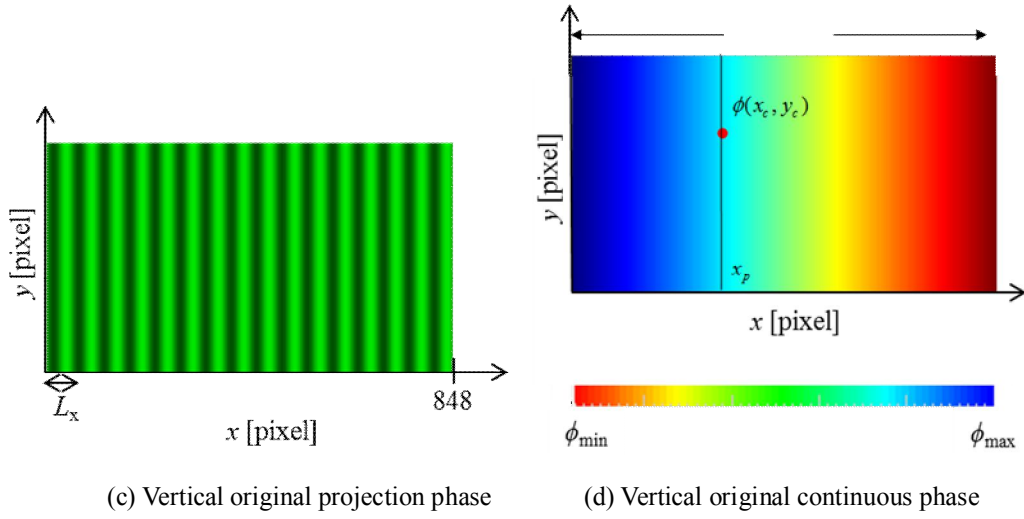 y [pixel]
L_x
848
x [pixel]
(c) Vertical original projection phase
y [pixel]
ϕ(x_c, y_c)
x_p
x [pixel]
ϕ_min
ϕ_max
(d) Vertical original continuous phase